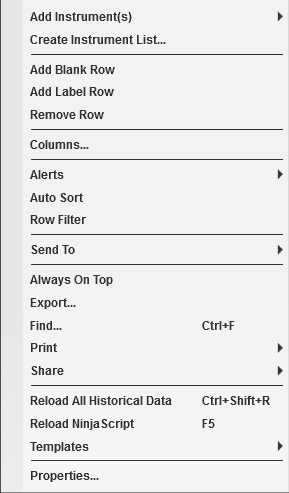 Add Instrument(s)
Create Instrument List...
Add Blank Row
Add Label Row
Remove Row
Columns...
Alerts
Auto Sort
Row Filter
Send To
Always On Top
Export...
Find... Ctrl+F
Print
Share
Reload All Historical Data Ctrl+Shift+R
Reload NinjaScript F5
Templates
Properties...